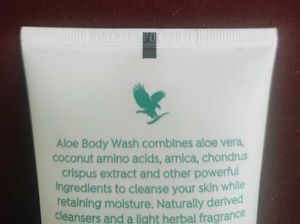 Aloe Body Wash combines aloe vera,
coconut amino acids, arnica, chondrus
crispus extract and other powerful
ingredients to cleanse your skin while
retaining moisture. Naturally derived
cleansers and a light herbal fragrance